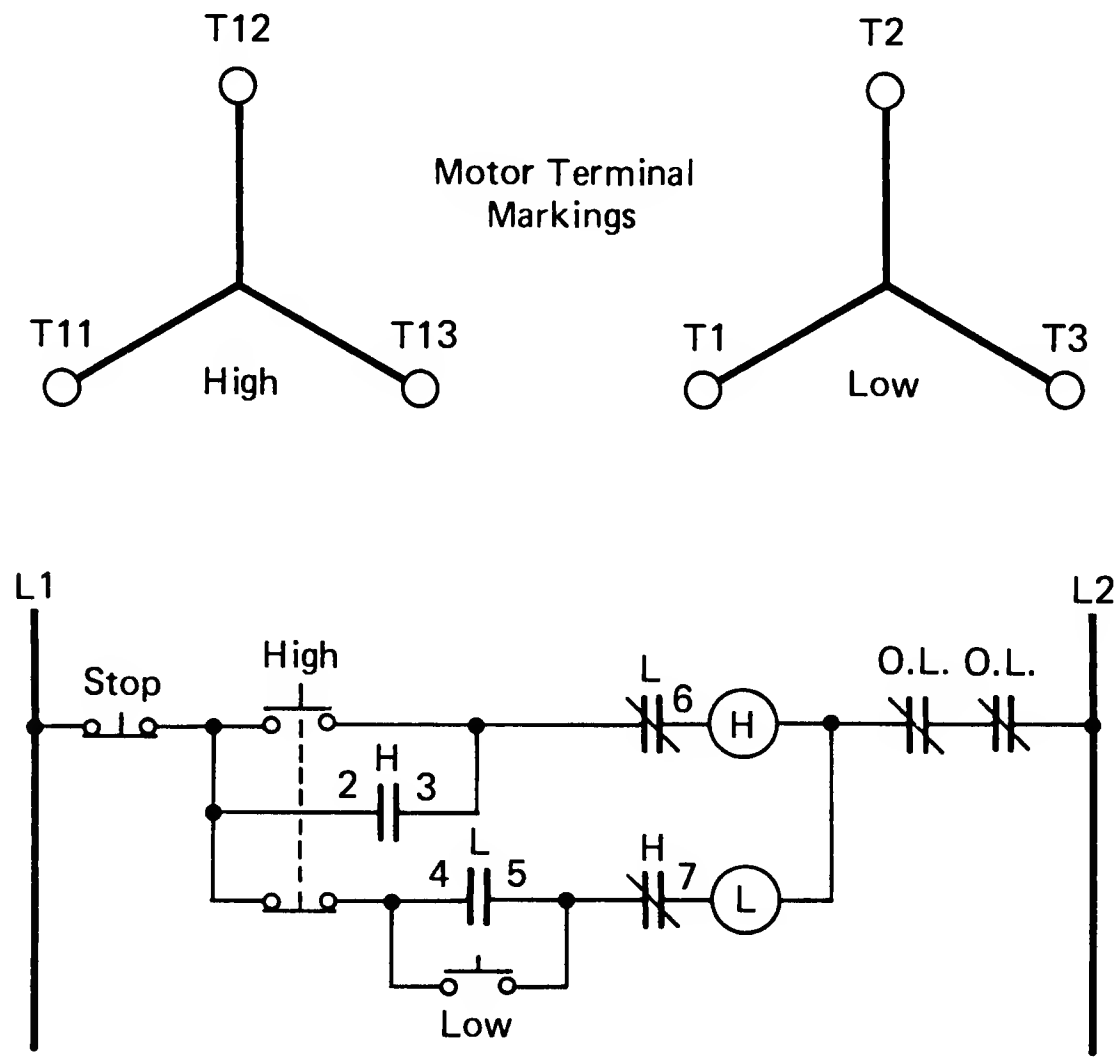 T12
T2
Motor Terminal
Markings
T11
T13
High
T1
T3
Low
L1
L2
Stop
High
L
6
H
O.L. O.L.
2
H
3
4
L
5
H
7
L
Low